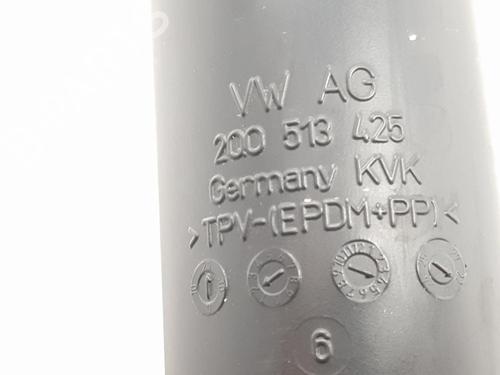 VW AG
2Q0 513 425
Germany KVK
>TPV-(EPDM+PP)<
6